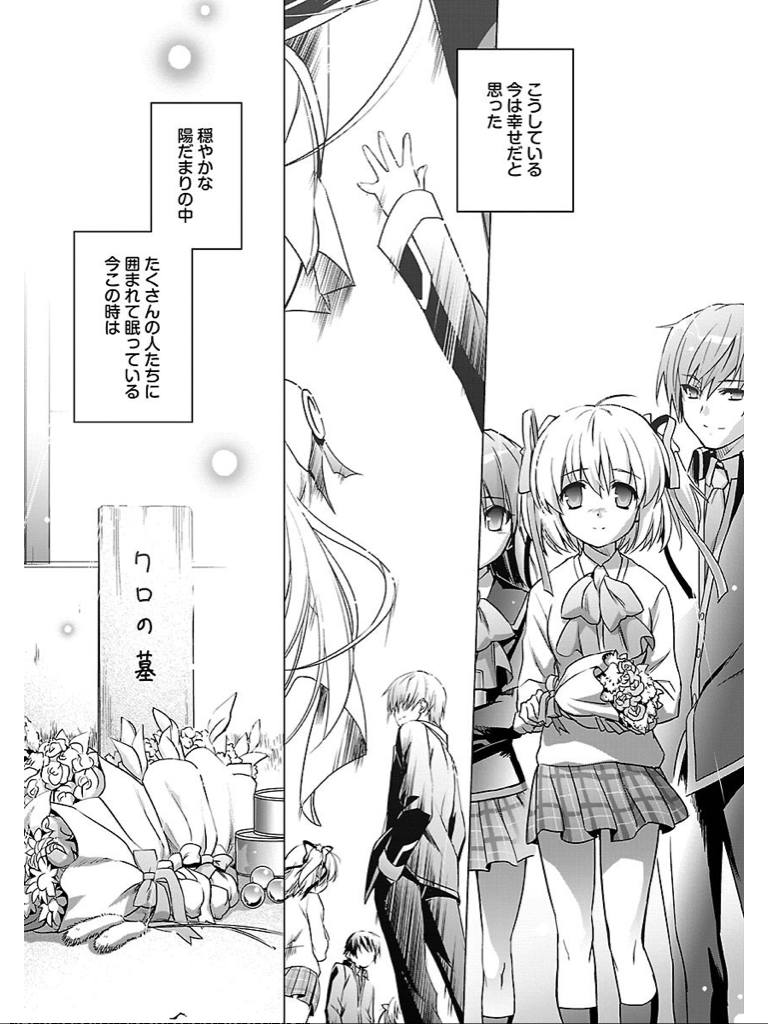 こうしている
今は幸せだと
思った
穏やかな
陽だまりの中
たくさんの人たちに
囲まれて眠っている
今この時は
クロの墓